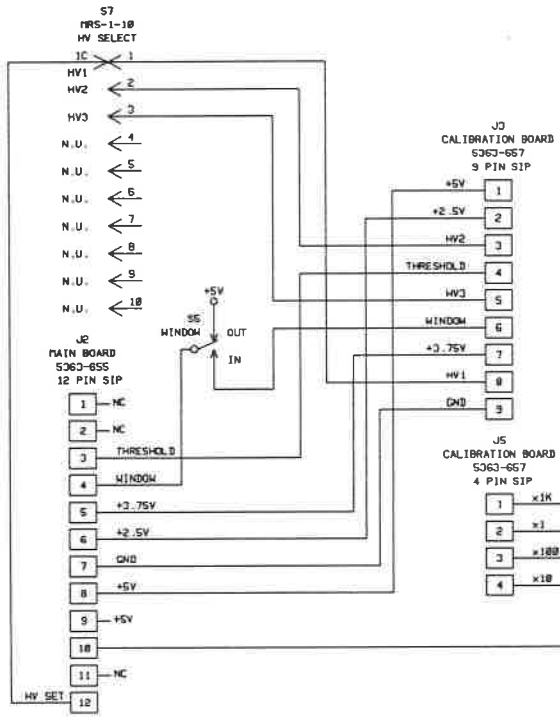 S7
MRS-1-10
HV SELECT
1C 1
HV1
HV2 2
HV3 3
N.U. 4
N.U. 5
N.U. 6
N.U. 7
N.U. 8
N.U. 9
N.U. 10
J3
CALIBRATION BOARD
5363-657
9 PIN SIP
+5V 1
+2.5V 2
HV2 3
THRESHOLD 4
HV3 5
WINDOW 6
+3.75V 7
HV1 8
GND 9
+5V
S5
WINDOW OUT
IN
J2
MAIN BOARD
5363-655
12 PIN SIP
1 NC
2 NC
3 THRESHOLD
4 WINDOW
5 +3.75V
6 +2.5V
7 GND
8 +5V
9 +5V
10
11 NC
HV SET 12
J5
CALIBRATION BOARD
5363-657
4 PIN SIP
1 x1K
2 x1
3 x100
4 x10